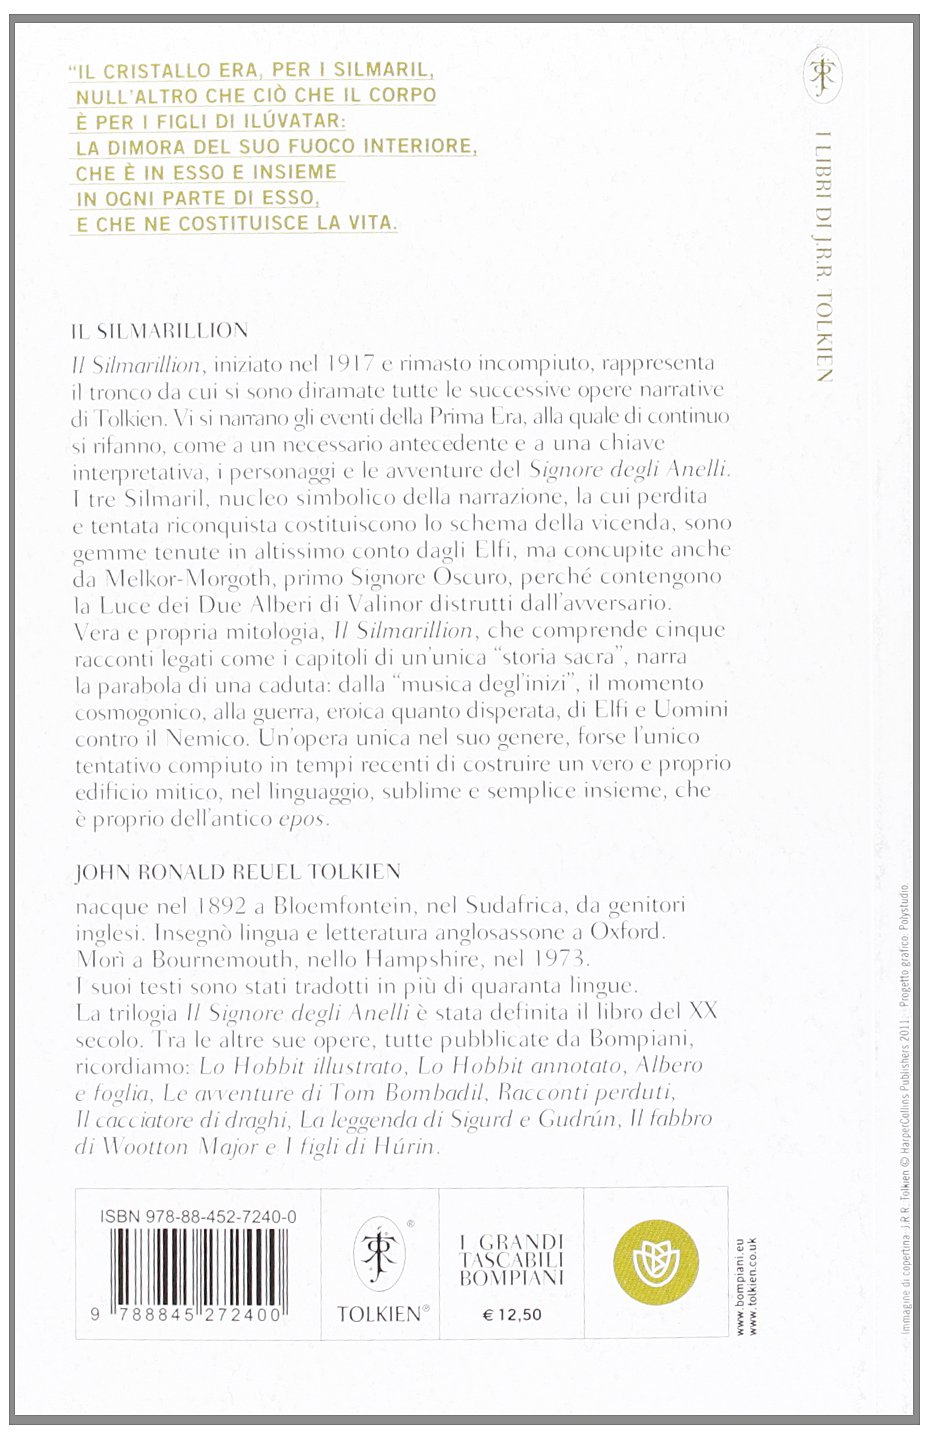 “IL CRISTALLO ERA, PER I SILMARIL,
NULL’ALTRO CHE CIÒ CHE IL CORPO
È PER I FIGLI DI ILÚVATAR:
LA DIMORA DEL SUO FUOCO INTERIORE,
CHE È IN ESSO E INSIEME
IN OGNI PARTE DI ESSO,
E CHE NE COSTITUISCE LA VITA.
I LIBRI DI J.R.R. TOLKIEN
IL SILMARILLION
Il Silmarillion, iniziato nel 1917 e rimasto incompiuto, rappresenta
il tronco da cui si sono diramate tutte le successive opere narrative
di Tolkien. Vi si narrano gli eventi della Prima Era, alla quale di continuo
si rifanno, come a un necessario antecedente e a una chiave
interpretativa, i personaggi e le avventure del Signore degli Anelli.
I tre Silmaril, nucleo simbolico della narrazione, la cui perdita
e tentata riconquista costituiscono lo schema della vicenda, sono
gemme tenute in altissimo conto dagli Elfi, ma concupite anche
da Melkor-Morgoth, primo Signore Oscuro, perché contengono
la Luce dei Due Alberi di Valinor distrutti dall’avversario.
Vera e propria mitologia, Il Silmarillion, che comprende cinque
racconti legati come i capitoli di un’unica “storia sacra”, narra
la parabola di una caduta: dalla “musica degl’inizi”, il momento
cosmogonico, alla guerra, eroica quanto disperata, di Elfi e Uomini
contro il Nemico. Un’opera unica nel suo genere, forse l’unico
tentativo compiuto in tempi recenti di costruire un vero e proprio
edificio mitico, nel linguaggio, sublime e semplice insieme, che
è proprio dell’antico epos.
JOHN RONALD REUEL TOLKIEN
nacque nel 1892 a Bloemfontein, nel Sudafrica, da genitori
inglesi. Insegnò lingua e letteratura anglosassone a Oxford.
Morì a Bournemouth, nello Hampshire, nel 1973.
I suoi testi sono stati tradotti in più di quaranta lingue.
La trilogia Il Signore degli Anelli è stata definita il libro del XX
secolo. Tra le altre sue opere, tutte pubblicate da Bompiani,
ricordiamo: Lo Hobbit illustrato, Lo Hobbit annotato, Albero
e foglia, Le avventure di Tom Bombadil, Racconti perduti,
Il cacciatore di draghi, La leggenda di Sigurd e Gudrún, Il fabbro
di Wootton Major e I figli di Húrin.
ISBN 978-88-452-7240-0
9 788845 272400
®
TOLKIEN®
I GRANDI
TASCABILI
BOMPIANI
€ 12,50
www.bompiani.eu
www.tolkien.co.uk
Immagine di copertina: J.R.R. Tolkien © HarperCollins Publishers 2011. Progetto grafico: Polystudio.